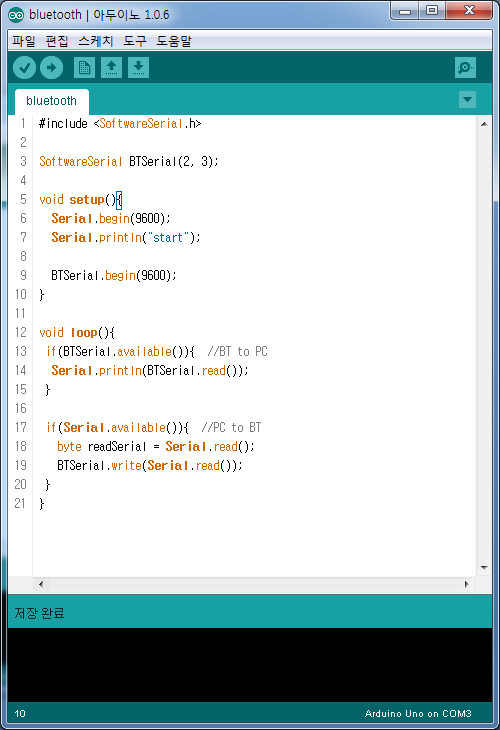 bluetooth | 아두이노 1.0.6
파일 편집 스케치 도구 도움말
bluetooth
1 #include <SoftwareSerial.h>
2
3 SoftwareSerial BTSerial(2, 3);
4
5 void setup(){
6 Serial.begin(9600);
7 Serial.println("start");
8
9 BTSerial.begin(9600);
10 }
11
12 void loop(){
13 if(BTSerial.available()){ //BT to PC
14 Serial.println(BTSerial.read());
15 }
16
17 if(Serial.available()){ //PC to BT
18 byte readSerial = Serial.read();
19 BTSerial.write(Serial.read());
20 }
21 }
저장 완료
10 Arduino Uno on COM3